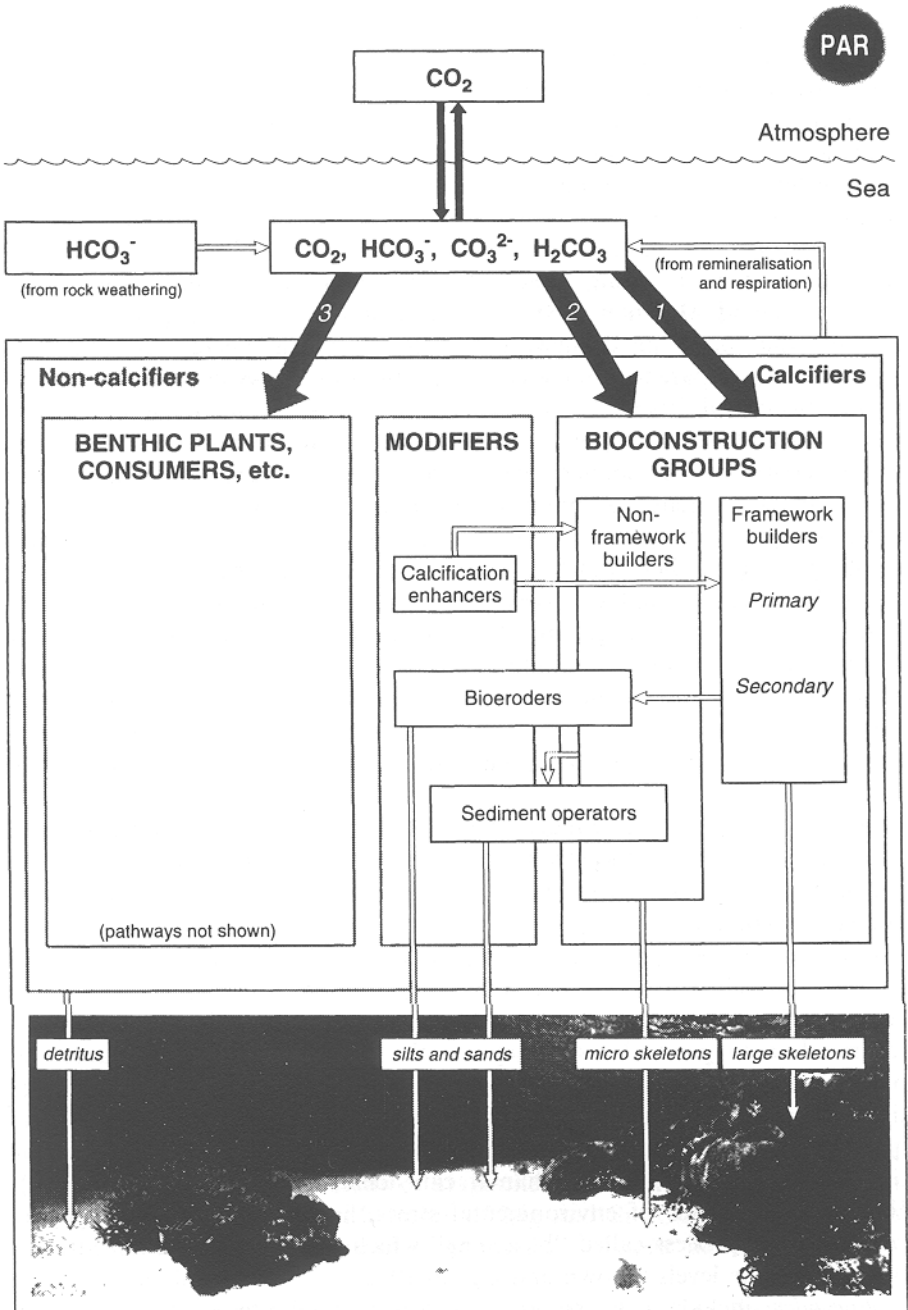 PAR
CO₂
Atmosphere
Sea
HCO₃⁻
(from rock weathering)
CO₂, HCO₃⁻, CO₃²⁻, H₂CO₃
(from remineralisation
and respiration)
3
2
1
Non-calcifiers
Calcifiers
BENTHIC PLANTS,
CONSUMERS, etc.
(pathways not shown)
MODIFIERS
BIOCONSTRUCTION
GROUPS
Calcification
enhancers
Non-
framework
builders
Framework
builders
Primary
Secondary
Bioeroders
Sediment operators
detritus
silts and sands
micro skeletons
large skeletons